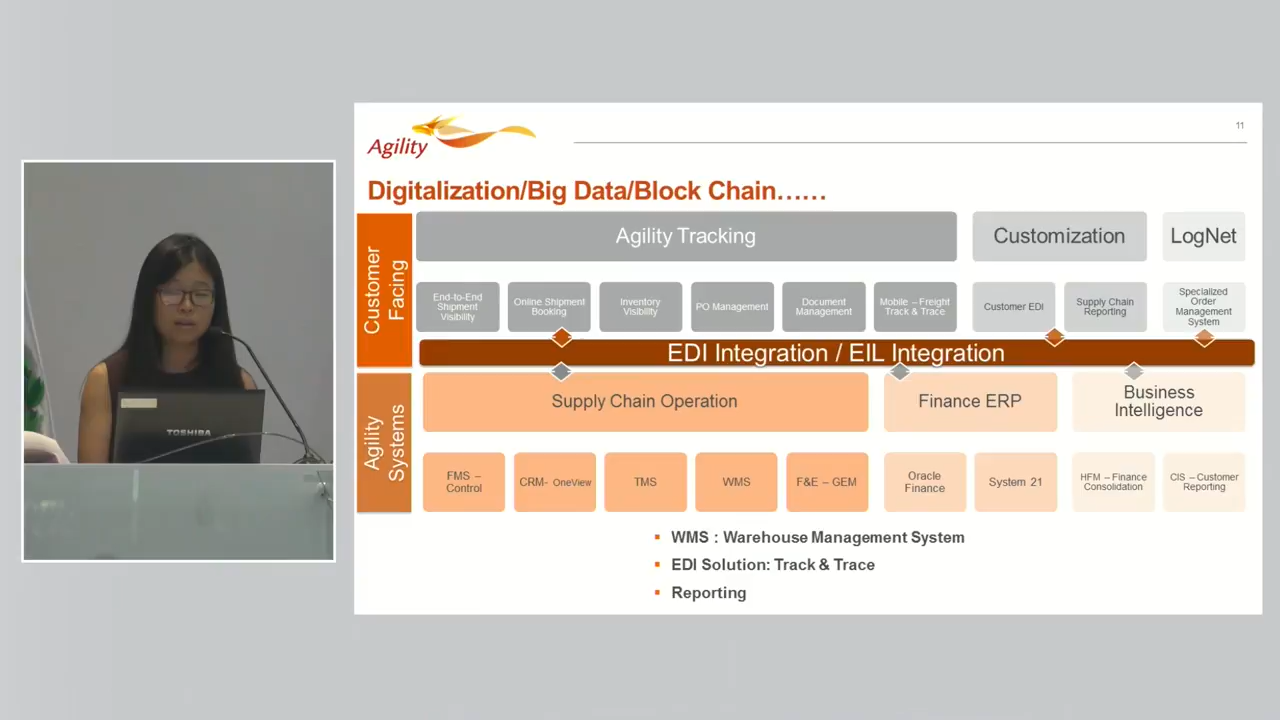 Agility
11
Digitalization/Big Data/Block Chain……
Customer
Facing
Agility Tracking
Customization
LogNet
End-to-End
Shipment
Visibility
Online Shipment
Booking
Inventory
Visibility
PO Management
Document
Management
Mobile – Freight
Track & Trace
Customer EDI
Supply Chain
Reporting
Specialized
Order
Management
System
EDI Integration / EIL Integration
Agility
Systems
Supply Chain Operation
Finance ERP
Business
Intelligence
FMS –
Control
CRM- OneView
TMS
WMS
F&E – GEM
Oracle
Finance
System 21
HFM – Finance
Consolidation
CIS – Customer
Reporting
WMS : Warehouse Management System
EDI Solution: Track & Trace
Reporting
TOSHIBA